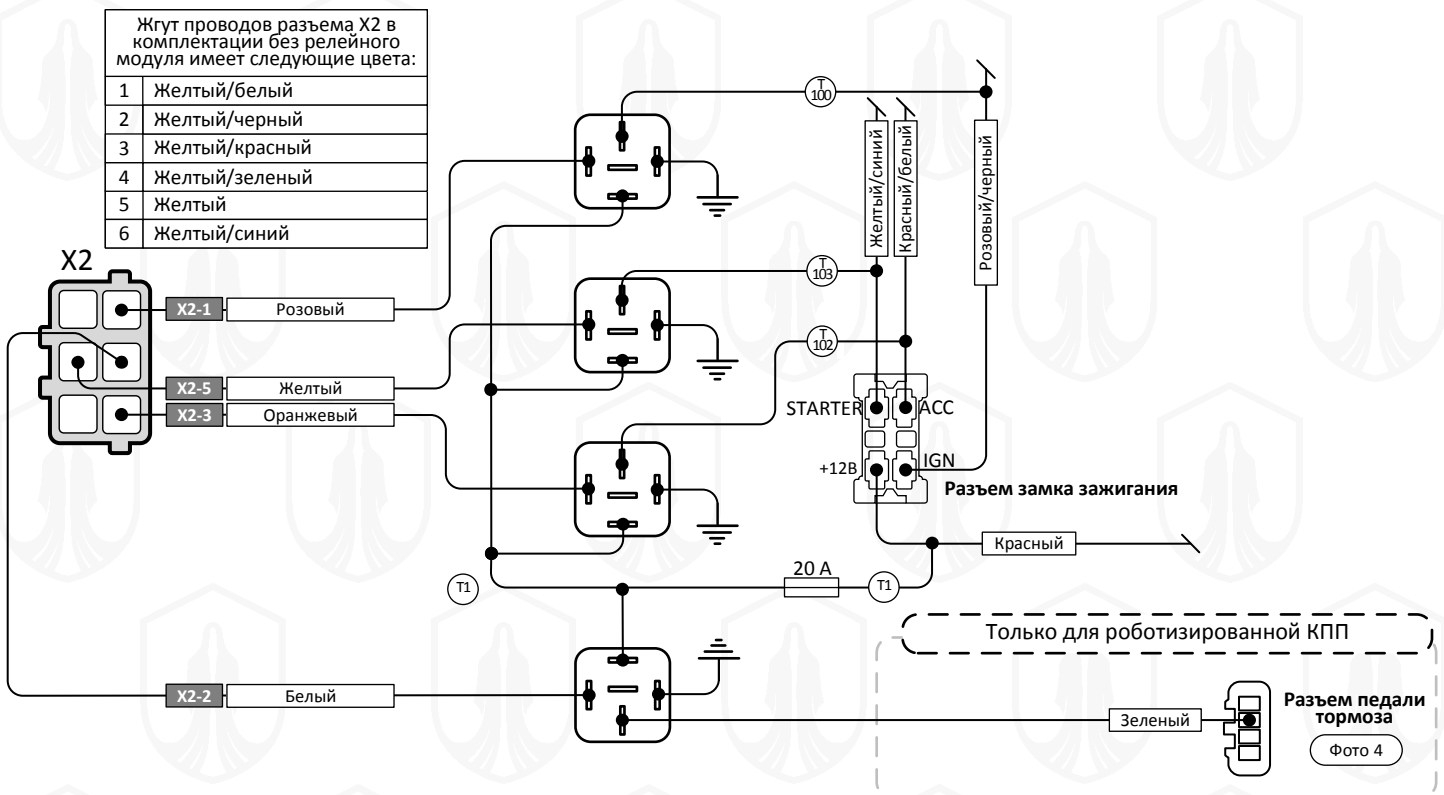 Жгут проводов разъема X2 в
комплектации без релейного
модуля имеет следующие цвета:
1 Желтый/белый
2 Желтый/черный
3 Желтый/красный
4 Желтый/зеленый
5 Желтый
6 Желтый/синий
X2
X2-1 Розовый
X2-5 Желтый
X2-3 Оранжевый
X2-2 Белый
T
100
T
103
T
102
Желтый/синий
Красный/белый
Розовый/черный
STARTER
ACC
+12В
IGN
Разъем замка зажигания
Красный
20 А
T1
T1
Только для роботизированной КПП
Зеленый
Разъем педали
тормоза
Фото 4